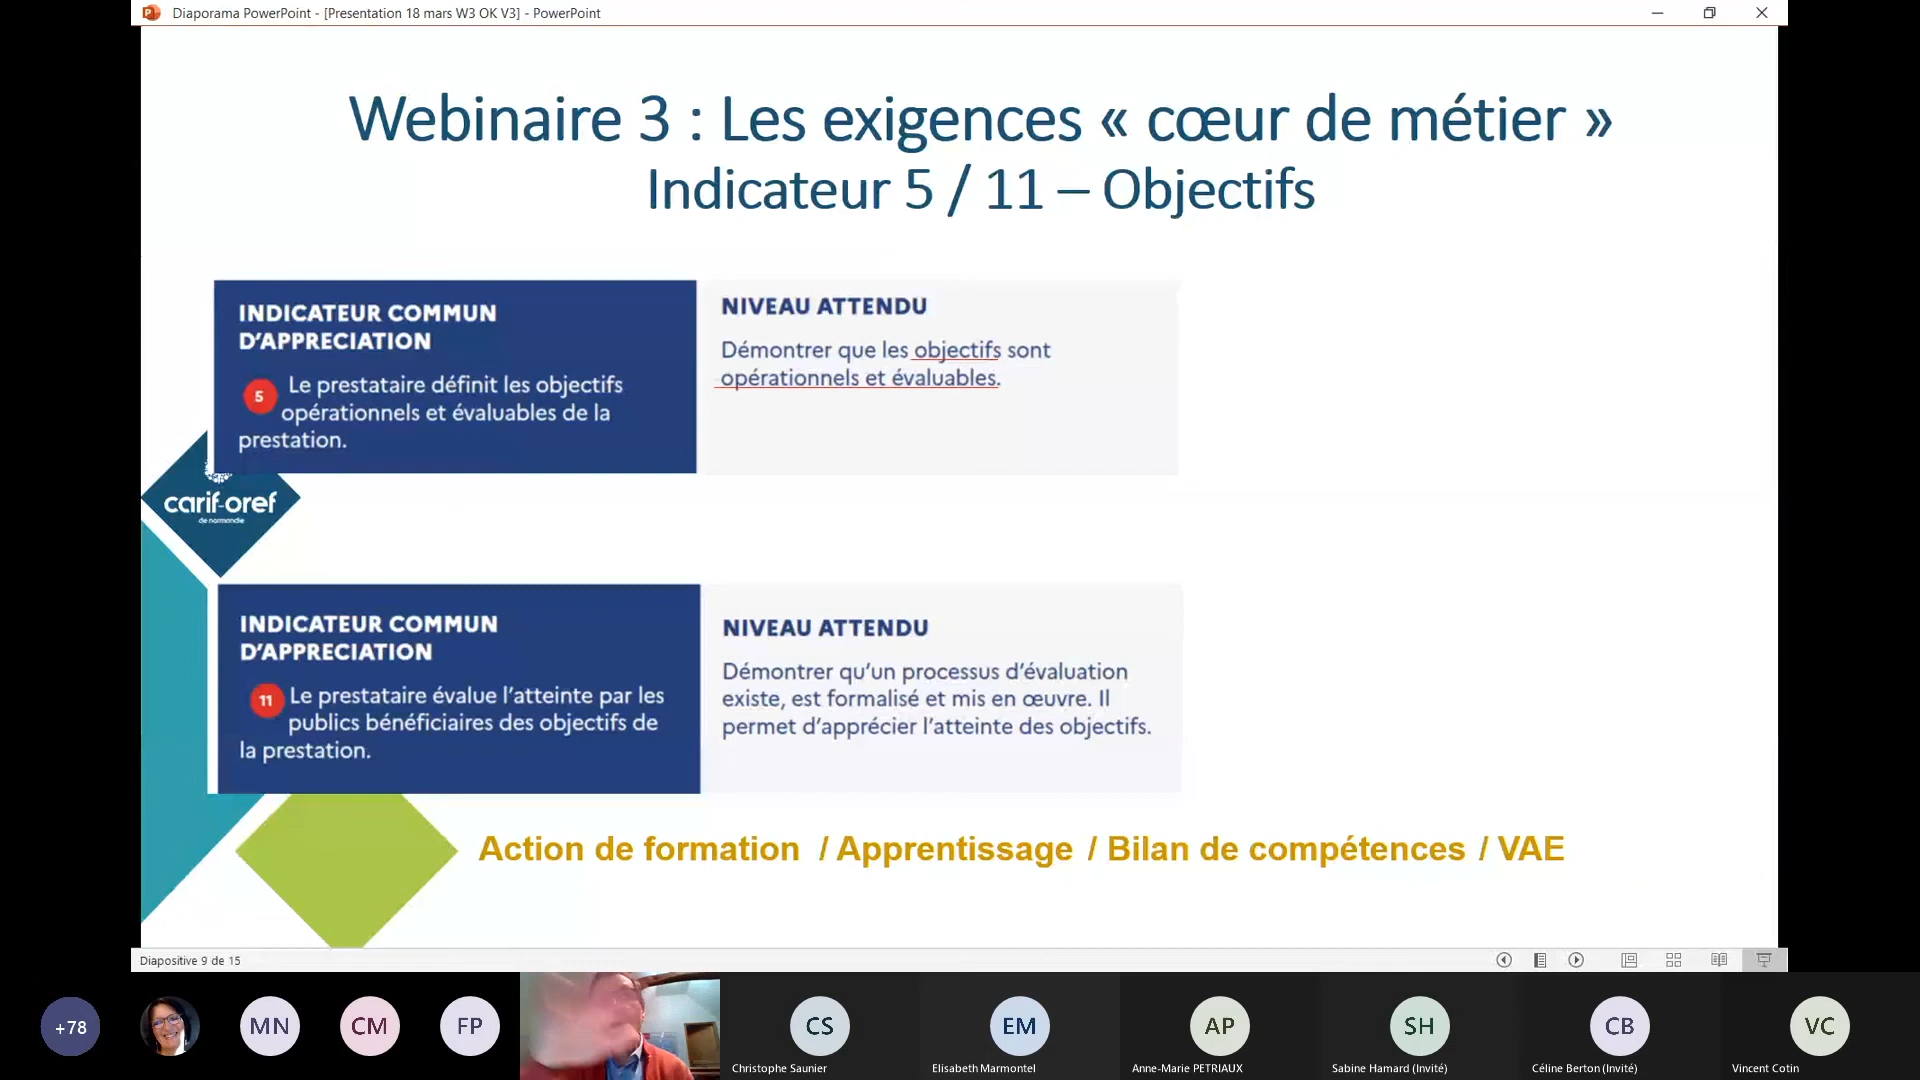 Diaporama PowerPoint - [Presentation 18 mars W3 OK V3] - PowerPoint
Webinaire 3 : Les exigences « cœur de métier »
Indicateur 5 / 11 – Objectifs
INDICATEUR COMMUN
D’APPRECIATION
5 Le prestataire définit les objectifs
opérationnels et évaluables de la
prestation.
NIVEAU ATTENDU
Démontrer que les objectifs sont
opérationnels et évaluables.
carif-oref
de normandie
INDICATEUR COMMUN
D’APPRECIATION
11 Le prestataire évalue l’atteinte par les
publics bénéficiaires des objectifs de
la prestation.
NIVEAU ATTENDU
Démontrer qu’un processus d’évaluation
existe, est formalisé et mis en œuvre. Il
permet d’apprécier l’atteinte des objectifs.
Action de formation / Apprentissage / Bilan de compétences / VAE
Diapositive 9 de 15
+78
MN
CM
FP
CS
EM
AP
SH
CB
VC
Christophe Saunier
Elisabeth Marmontel
Anne-Marie PETRIAUX
Sabine Hamard (Invité)
Céline Berton (Invité)
Vincent Cotin